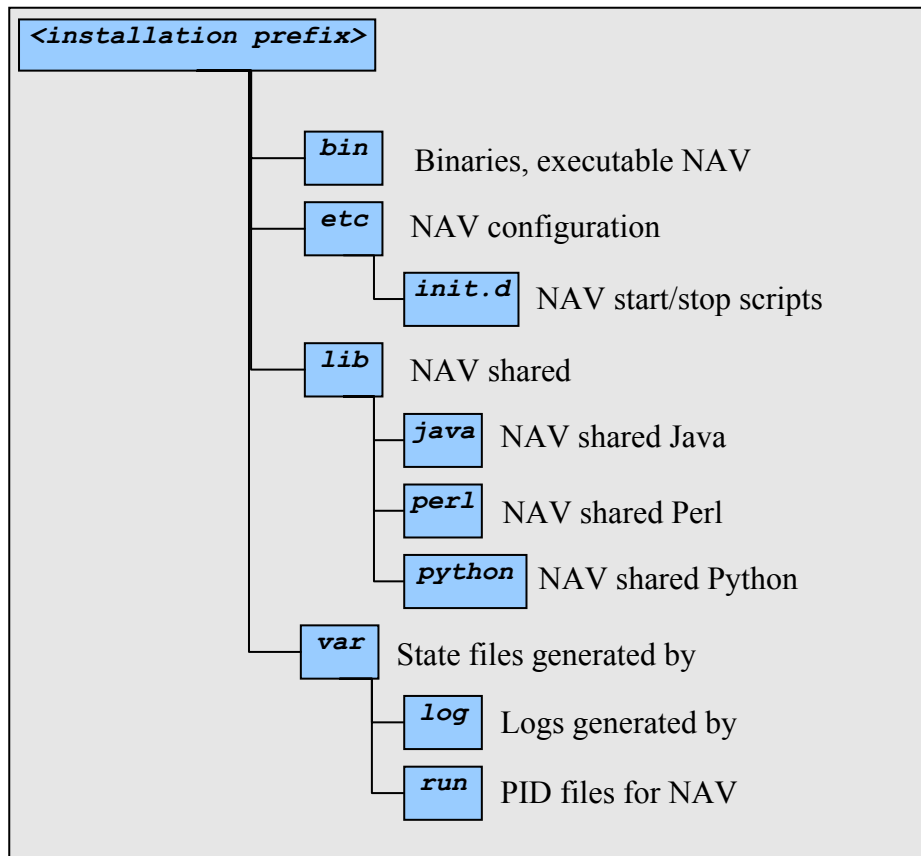 <installation prefix>
bin Binaries, executable NAV
etc NAV configuration
init.d NAV start/stop scripts
lib NAV shared
java NAV shared Java
perl NAV shared Perl
python NAV shared Python
var State files generated by
log Logs generated by
run PID files for NAV